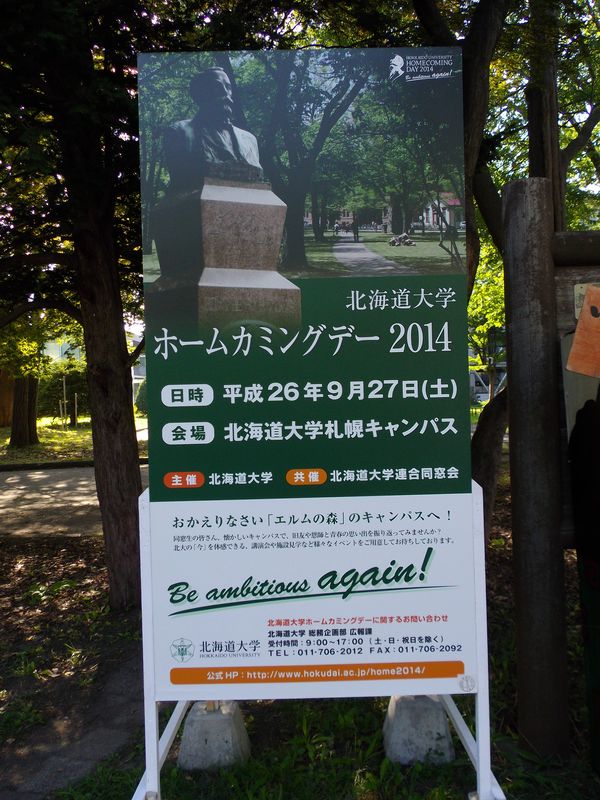 HOKKAIDO UNIVERSITY
HOMECOMING
DAY 2014
Be ambitious again!
北海道大学
ホームカミングデー 2014
日時 平成26年9月27日(土)
会場 北海道大学札幌キャンパス
主催 北海道大学 共催 北海道大学連合同窓会
おかえりなさい「エルムの森」のキャンパスへ!
同窓生の皆さん、懐かしいキャンパスで、旧友や恩師と青春の思い出を振り返ってみませんか?
北大の「今」を体感できる、講演会や施設見学など様々なイベントをご用意してお待ちしております。
Be ambitious again!
北海道大学ホームカミングデーに関するお問い合わせ
北海道大学 総務企画部 広報課
受付時間:9:00~17:00 (土・日・祝日を除く)
TEL:011-706-2012 FAX:011-706-2092
北海道大学
HOKKAIDO UNIVERSITY
公式HP:http://www.hokudai.ac.jp/home2014/